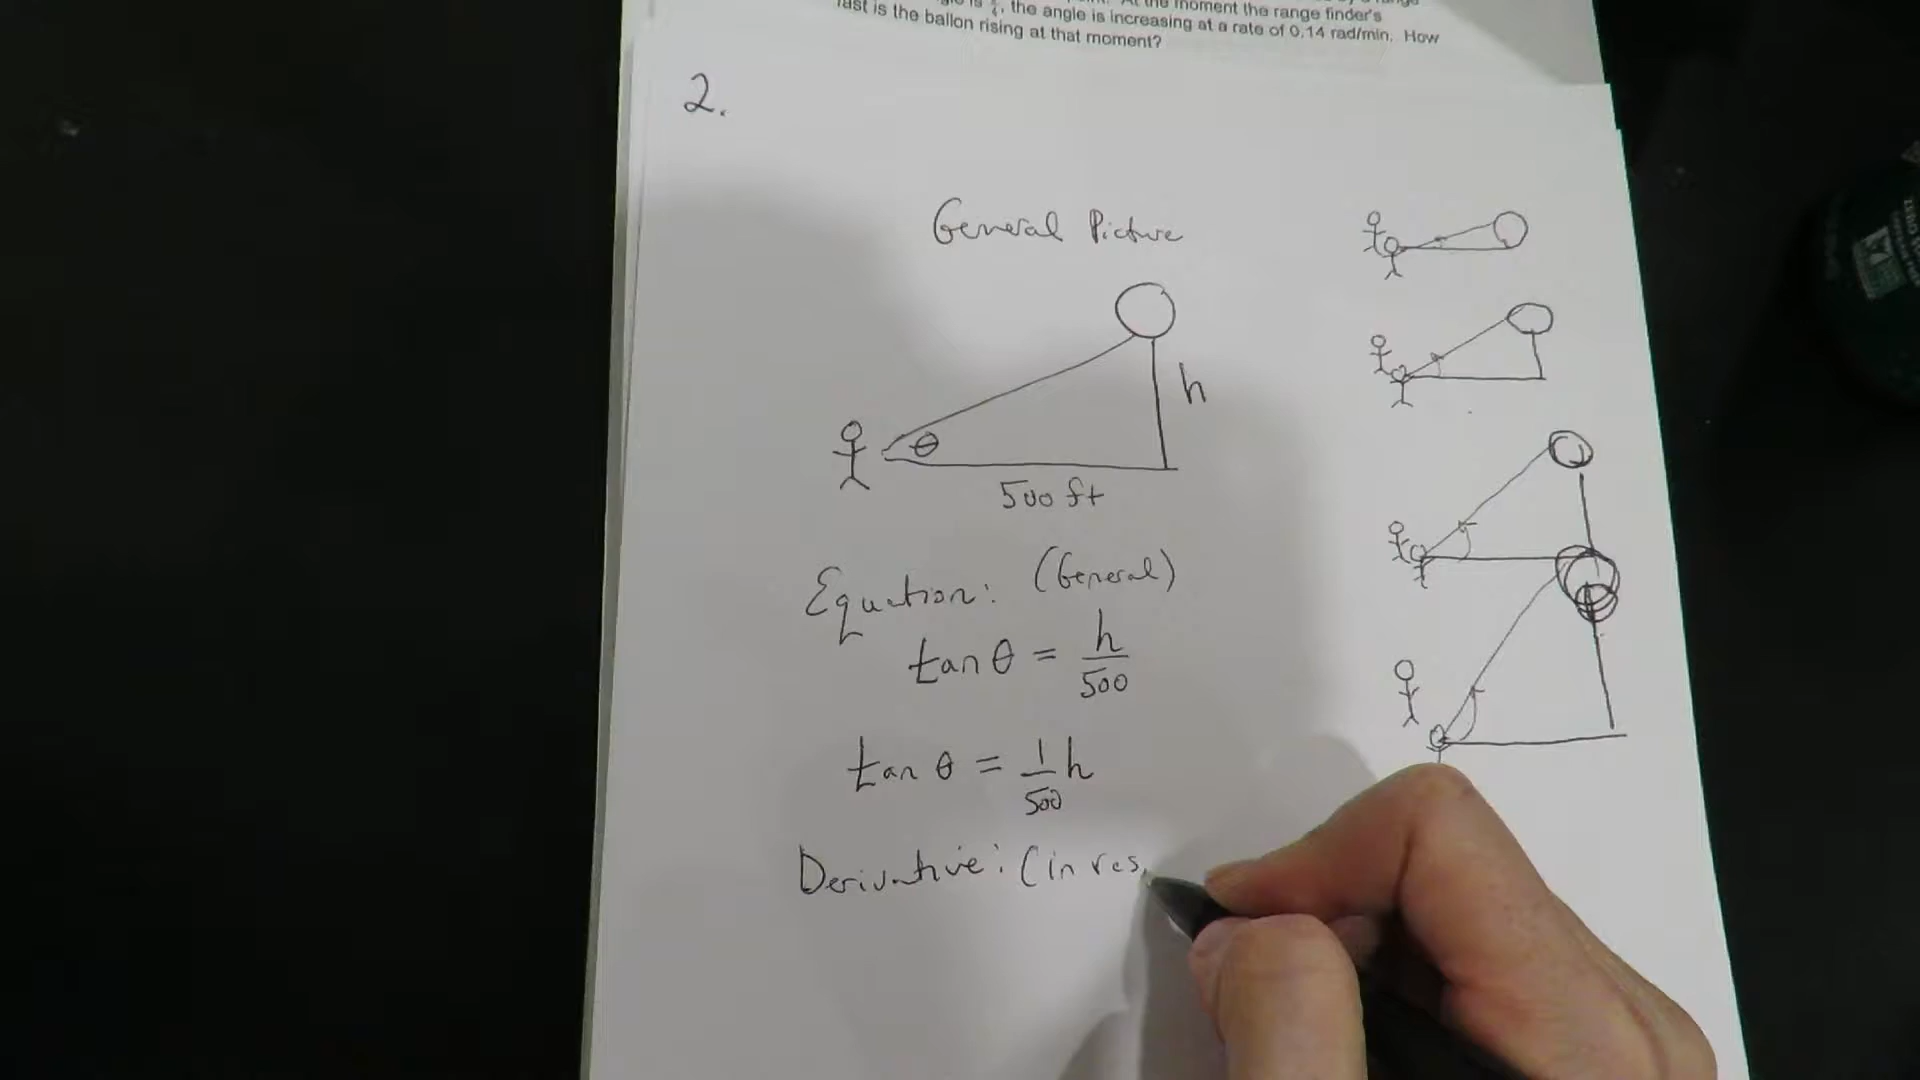 At the moment the range finder's
the angle is increasing at a rate of 0.14 rad/min. How
fast is the ballon rising at that moment?
2.
General Picture
h
θ
500 ft
Equation: (General)
tan θ = h/500
tan θ = 1/500 h
Derivative: (in res